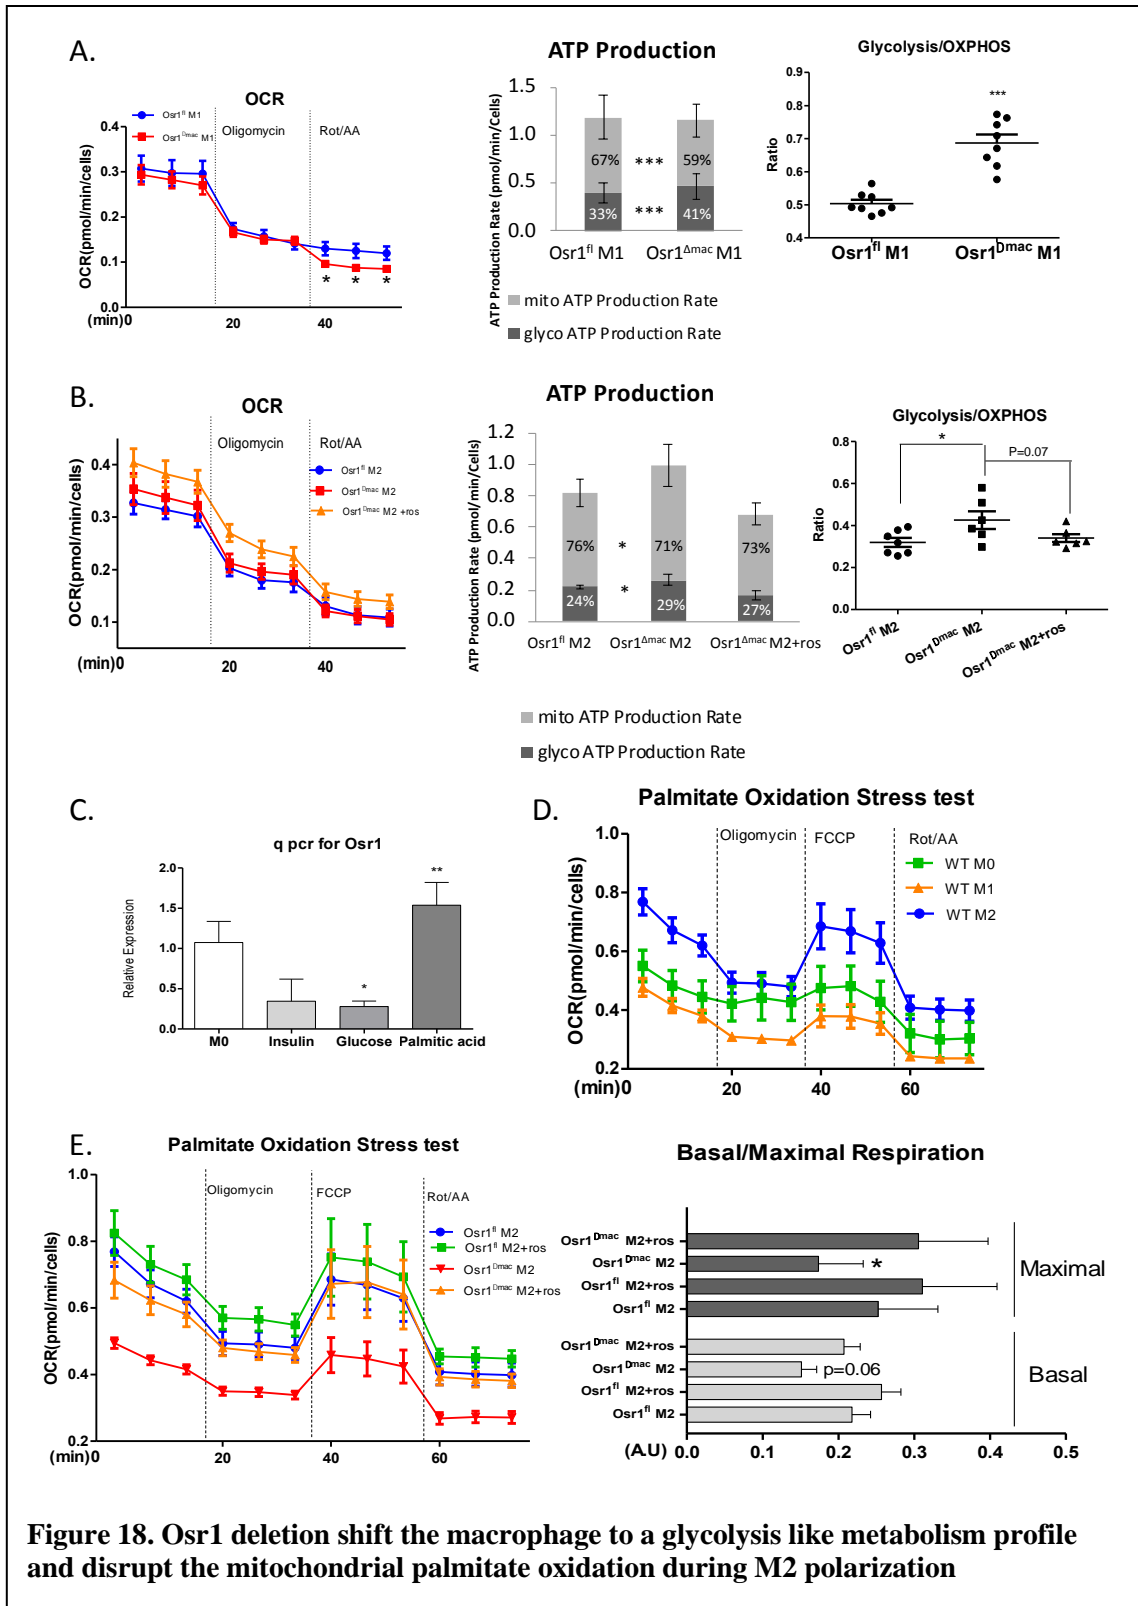 A.
OCR
Osr1fl M1
Osr1Dmac M1
Oligomycin
Rot/AA
OCR(pmol/min/cells)
0.4
0.3
0.2
0.1
0.0
(min)0
20
40
* * *
ATP Production
ATP Production Rate (pmol/min/Cells)
1.5
1.0
0.5
0.0
67% *** 59%
33% *** 41%
Osr1fl M1
Osr1Δmac M1
mito ATP Production Rate
glyco ATP Production Rate
Glycolysis/OXPHOS
Ratio
0.9
0.8
0.7
0.6
0.5
0.4
***
Osr1fl M1
Osr1Dmac M1
B.
OCR
Oligomycin
Rot/AA
Osr1fl M2
Osr1Dmac M2
Osr1Dmac M2 +ros
OCR(pmol/min/cells)
0.4
0.3
0.2
0.1
(min)0
20
40
ATP Production
ATP Production Rate (pmol/min/Cells)
1.2
1.0
0.8
0.6
0.4
0.2
0.0
76% * 71% 73%
24% * 29% 27%
Osr1fl M2
Osr1Δmac M2
Osr1Δmac M2+ros
mito ATP Production Rate
glyco ATP Production Rate
Glycolysis/OXPHOS
Ratio
0.8
0.6
0.4
0.2
0.0
*
P=0.07
Osr1fl M2
Osr1Dmac M2
Osr1Dmac M2+ros
C.
q pcr for Osr1
Relative Expression
2.0
1.5
1.0
0.5
0.0
*
**
M0
Insulin
Glucose
Palmitic acid
D.
Palmitate Oxidation Stress test
Oligomycin
FCCP
Rot/AA
WT M0
WT M1
WT M2
OCR(pmol/min/cells)
1.0
0.8
0.6
0.4
0.2
(min)0
20
40
60
E.
Palmitate Oxidation Stress test
Oligomycin
FCCP
Rot/AA
Osr1fl M2
Osr1fl M2+ros
Osr1Dmac M2
Osr1Dmac M2+ros
OCR(pmol/min/cells)
1.0
0.8
0.6
0.4
0.2
(min)0
20
40
60
Basal/Maximal Respiration
Osr1Dmac M2+ros
Osr1Dmac M2
*
Osr1fl M2+ros
Osr1fl M2
Maximal
Osr1Dmac M2+ros
Osr1Dmac M2
p=0.06
Osr1fl M2+ros
Osr1fl M2
Basal
(A.U)
0.0
0.1
0.2
0.3
0.4
0.5
Figure 18. Osr1 deletion shift the macrophage to a glycolysis like metabolism profile
and disrupt the mitochondrial palmitate oxidation during M2 polarization